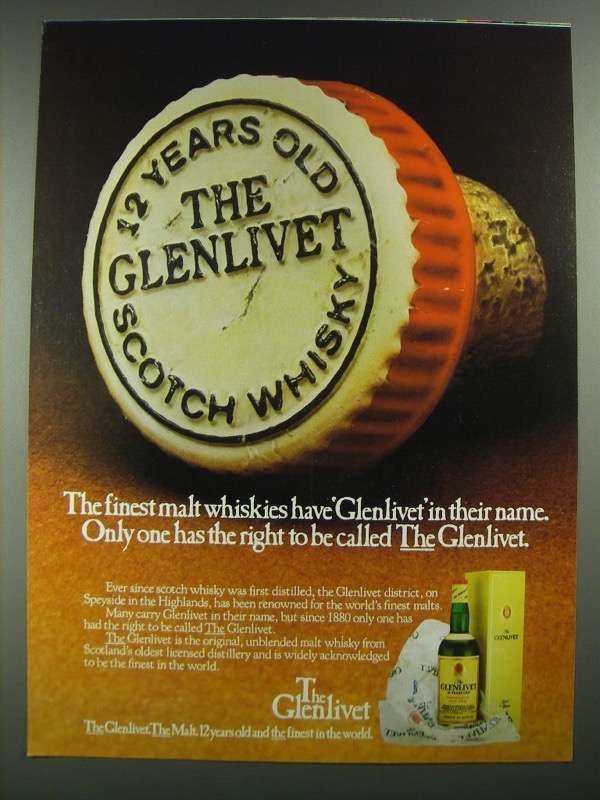 12 YEARS OLD
THE
GLENLIVET
SCOTCH WHISKY
The finest malt whiskies have 'Glenlivet' in their name.
Only one has the right to be called The Glenlivet.
Ever since scotch whisky was first distilled, the Glenlivet district, on
Speyside in the Highlands, has been renowned for the world's finest malts.
Many carry Glenlivet in their name, but since 1880 only one has
had the right to be called The Glenlivet.
The Glenlivet is the original, unblended malt whisky from
Scotland's oldest licensed distillery and is widely acknowledged
to be the finest in the world.
The
Glenlivet
The Glenlivet. The Malt. 12 years old and the finest in the world.
The
GLENLIVET
The
GLENLIVET